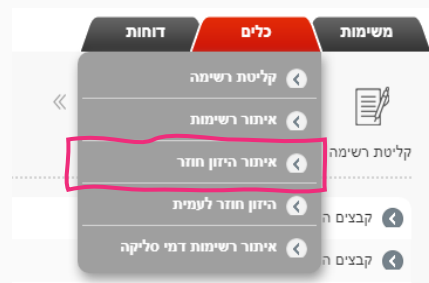 משימות
כלים
דוחות
קליטת רשימה
איתור רשימות
איתור היזון חוזר
היזון חוזר לעמית
איתור רשימות דמי סליקה
קליטת רשימה
קבצים ה
קבצים ה